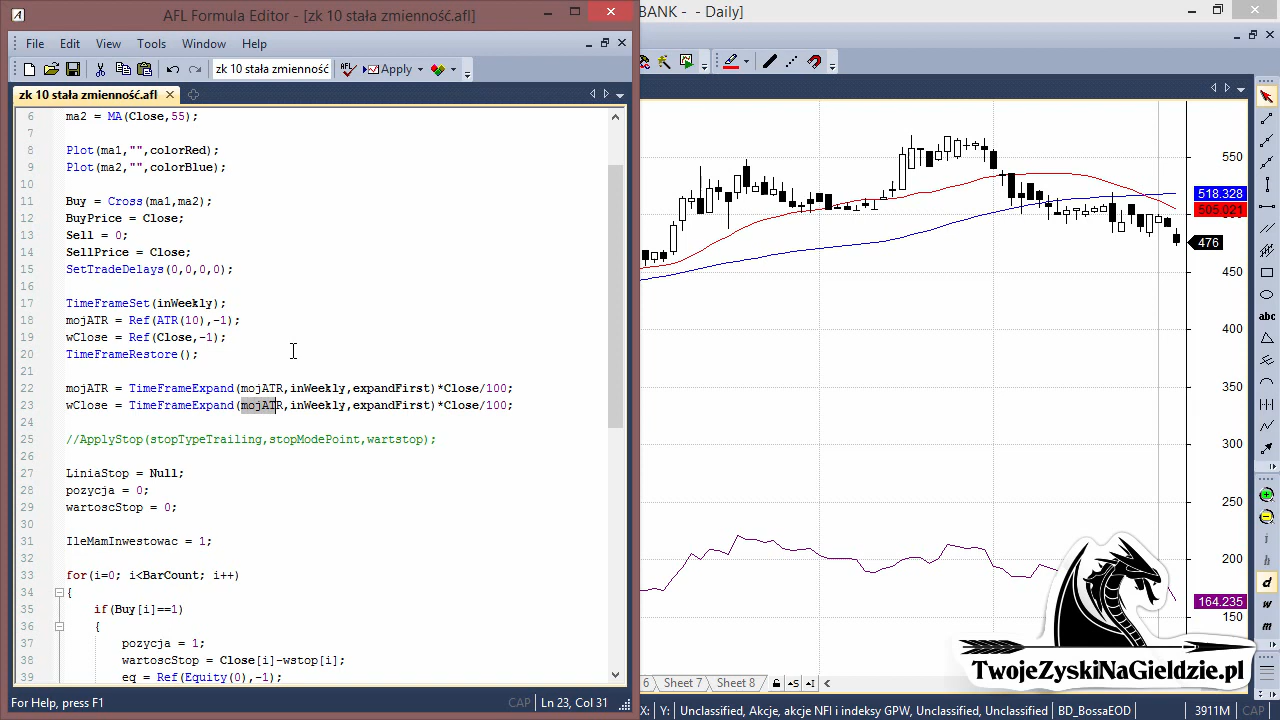 AFL Formula Editor - [zk 10 stała zmienność.afl]
BANK - - Daily]
File Edit View Tools Window Help
zk 10 stała zmienność
AFL
Apply
zk 10 stała zmienność.afl
6 ma2 = MA(Close,55);
7
8 Plot(ma1,"",colorRed);
9 Plot(ma2,"",colorBlue);
10
11 Buy = Cross(ma1,ma2);
12 BuyPrice = Close;
13 Sell = 0;
14 SellPrice = Close;
15 SetTradeDelays(0,0,0,0);
16
17 TimeFrameSet(inWeekly);
18 mojATR = Ref(ATR(10),-1);
19 wClose = Ref(Close,-1);
20 TimeFrameRestore();
21
22 mojATR = TimeFrameExpand(mojATR,inWeekly,expandFirst)*Close/100;
23 wClose = TimeFrameExpand(mojATR,inWeekly,expandFirst)*Close/100;
24
25 //ApplyStop(stopTypeTrailing,stopModePoint,wartstop);
26
27 LiniaStop = Null;
28 pozycja = 0;
29 wartoscStop = 0;
30
31 IleMamInwestowac = 1;
32
33 for(i=0; i<BarCount; i++)
34 {
35 if(Buy[i]==1)
36 {
37 pozycja = 1;
38 wartoscStop = Close[i]-wstop[i];
39 eq = Ref(Equity(0),-1);
For Help, press F1
CAP
Ln 23, Col 31
550
518.328
505.021
500
476
450
400
350
300
250
200
164.235
150
abc
i
h
d
w
m
TwojeZyskiNaGieldzie.pl
6 Sheet 7 Sheet 8
X: Y: Unclassified, Akcje, akcje NFI i indeksy GPW, Unclassified, Unclassified
BD_BossaEOD
3911M
CAP